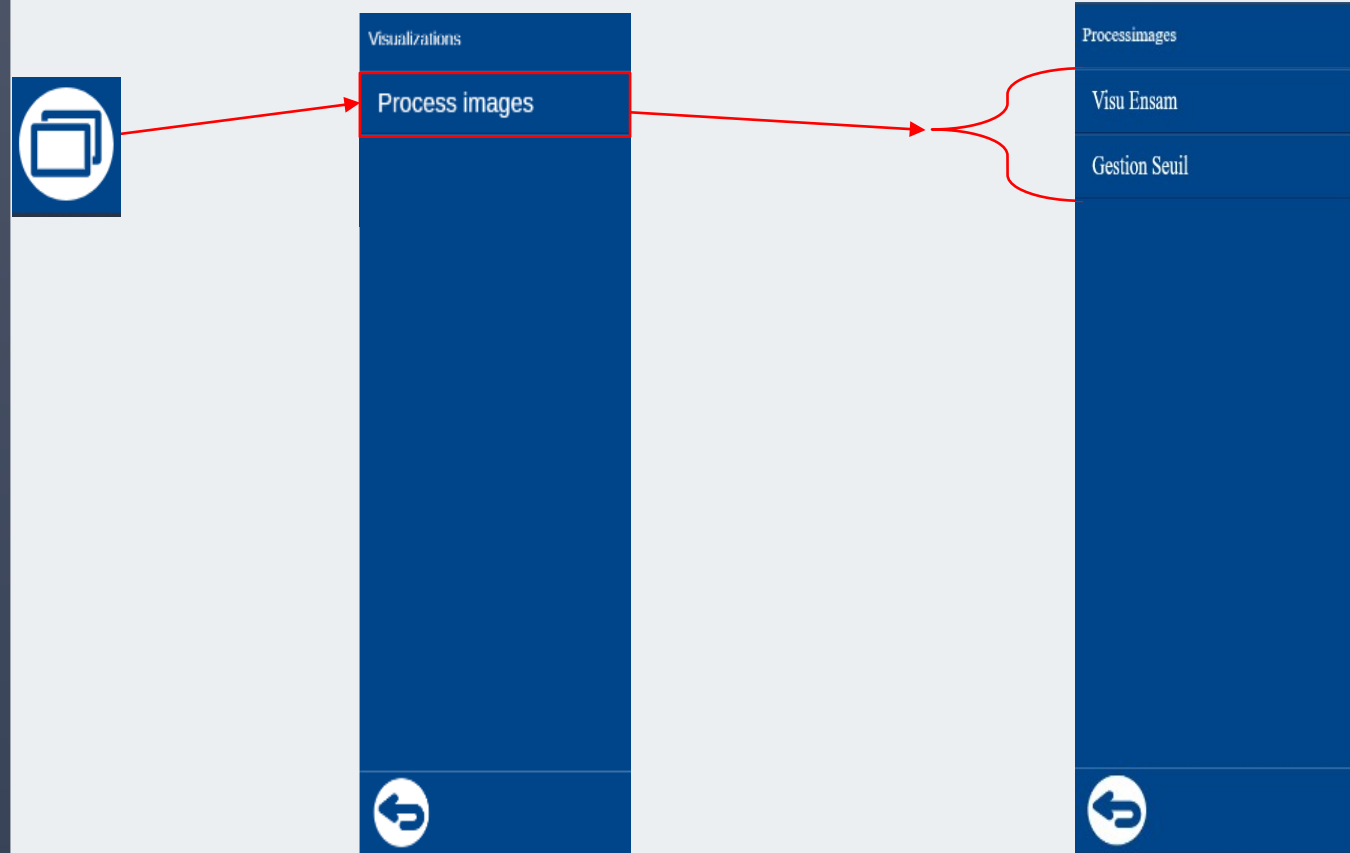 Visualizations
Process images
Processimages
Visu Ensam
Gestion Seuil